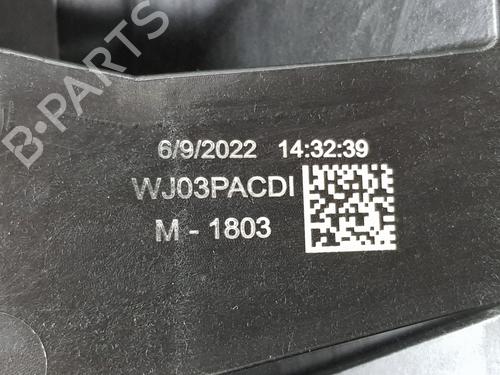 B-PARTS
6/9/2022 14:32:39
WJ03PACDI
M - 1803